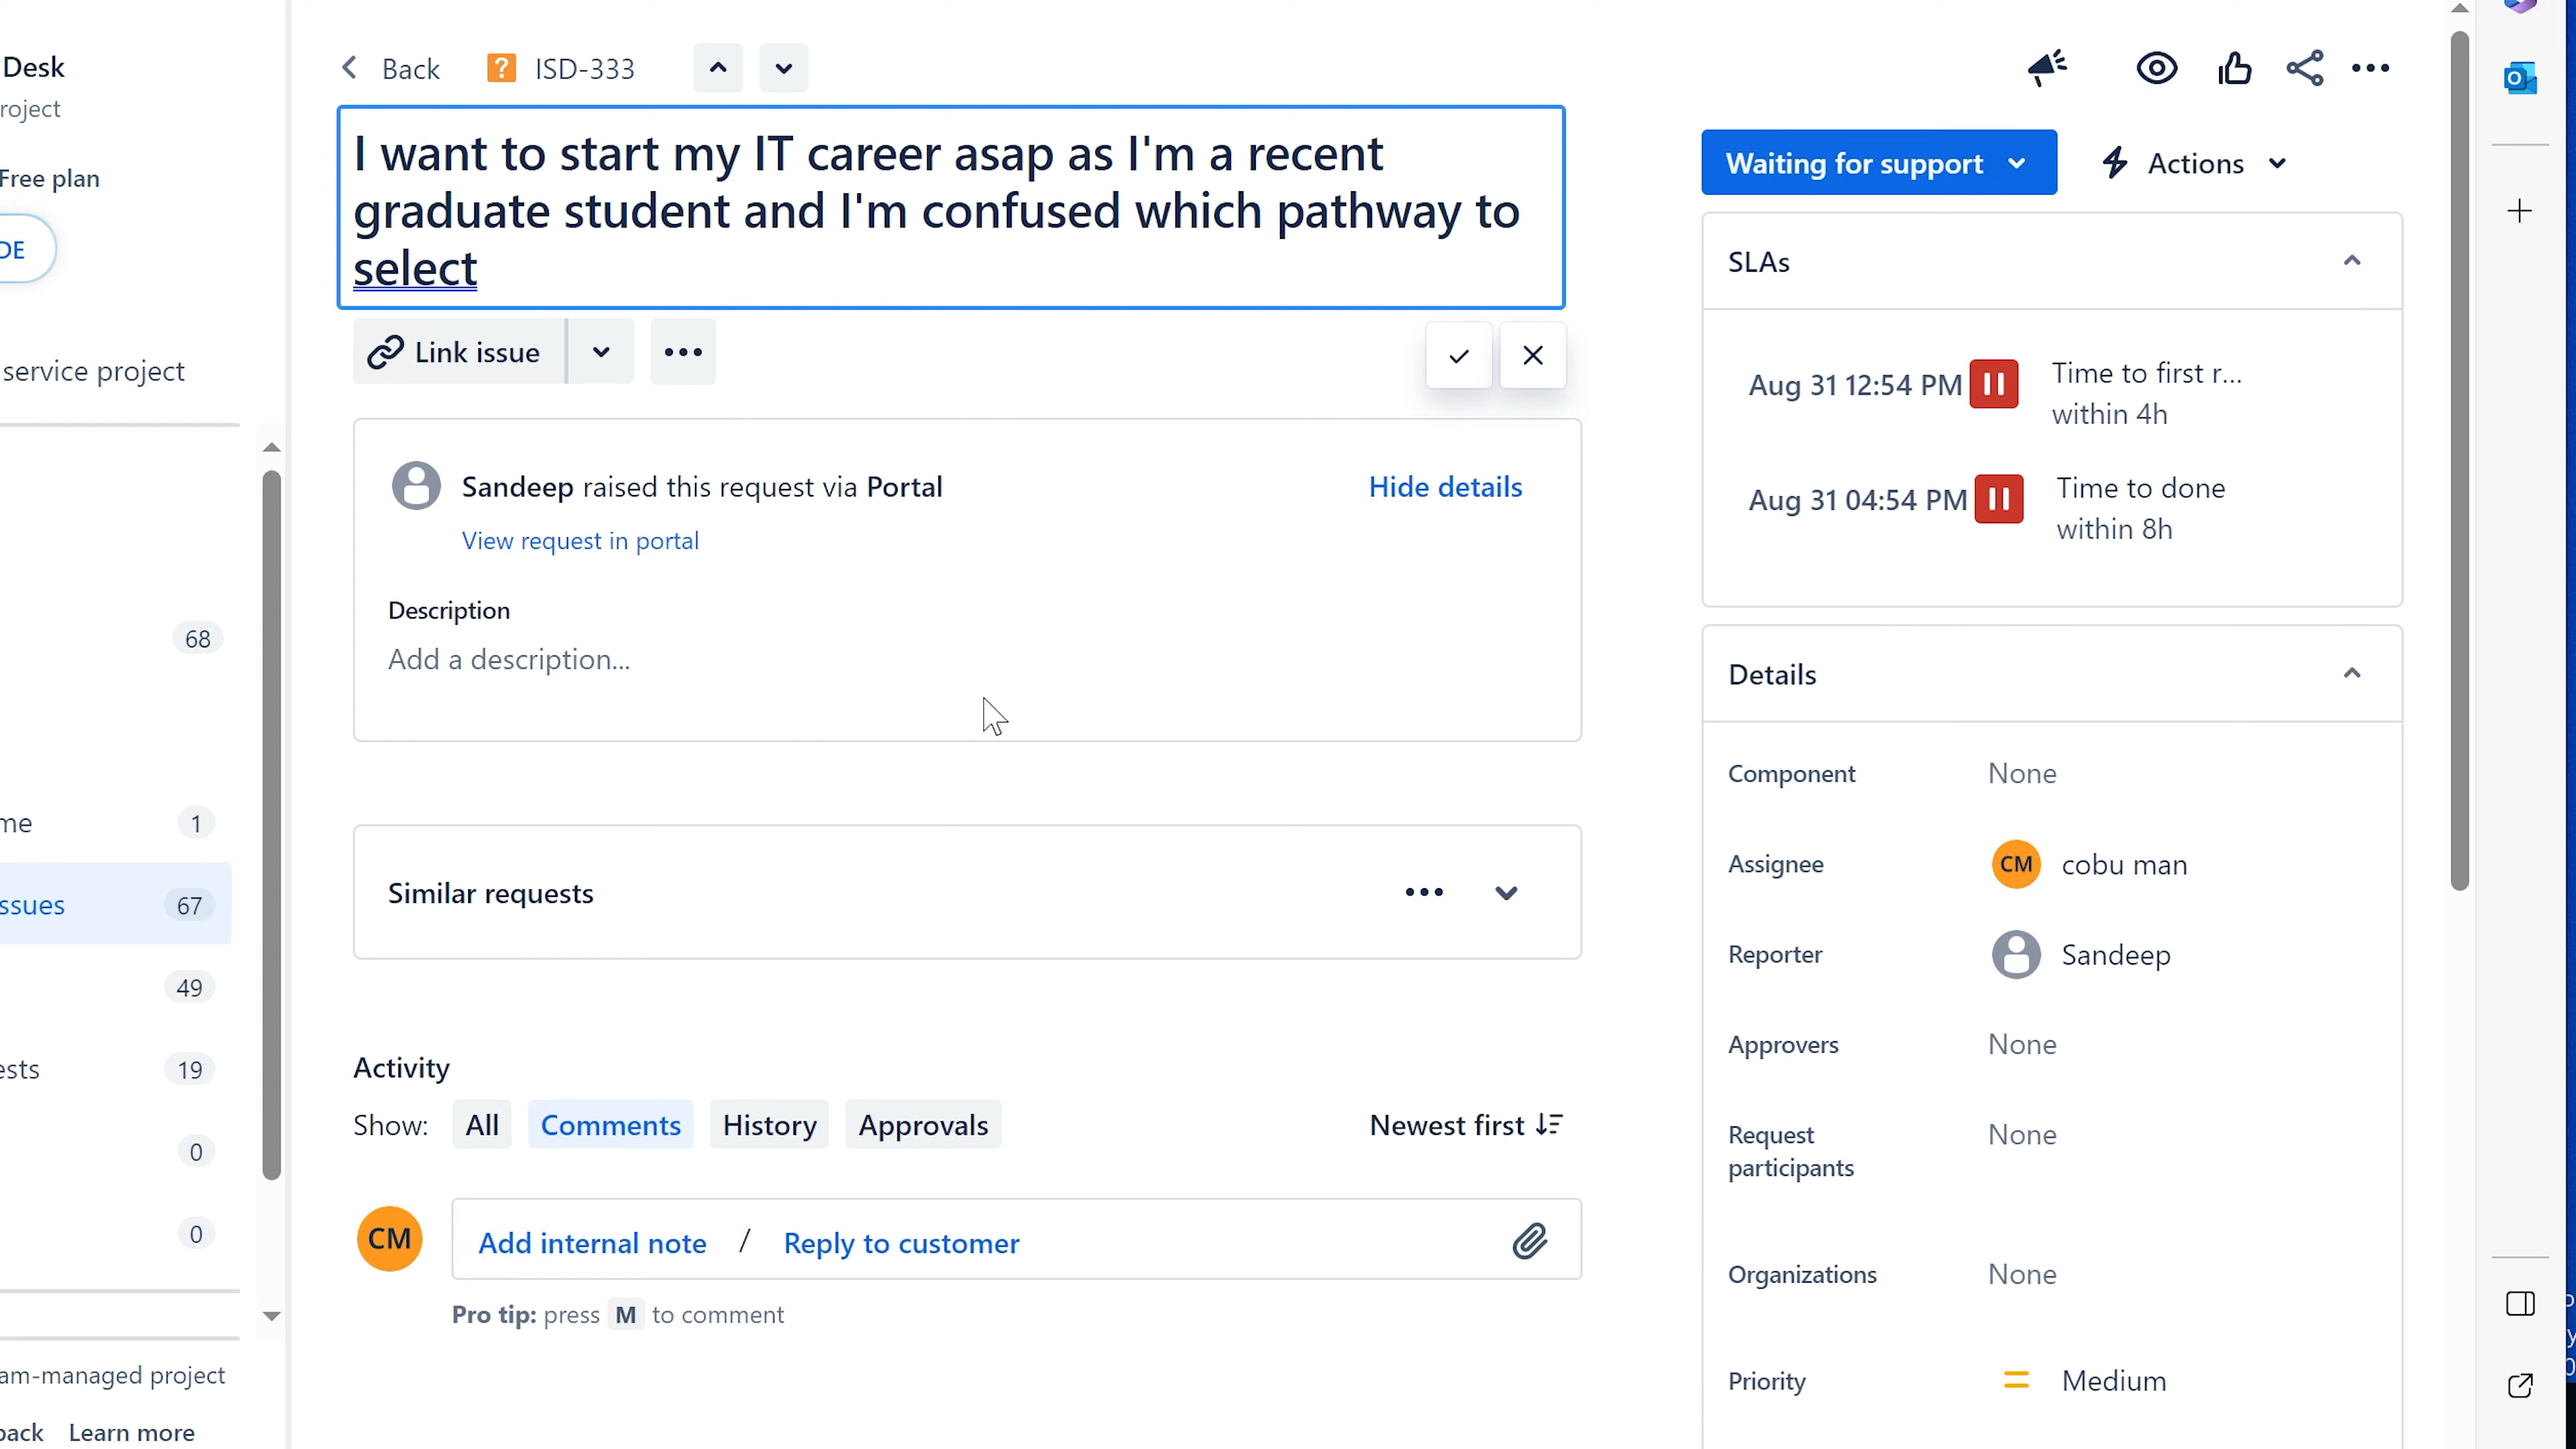 Desk
roject
Free plan
DE
service project
68
me 1
ssues 67
49
ests 19
0
0
am-managed project
back Learn more
Back ISD-333
I want to start my IT career asap as I'm a recent
graduate student and I'm confused which pathway to
select
Link issue
Sandeep raised this request via Portal Hide details
View request in portal
Description
Add a description...
Similar requests
Activity
Show: All Comments History Approvals Newest first
CM Add internal note / Reply to customer
Pro tip: press M to comment
Waiting for support Actions
SLAs
Aug 31 12:54 PM Time to first r...
within 4h
Aug 31 04:54 PM Time to done
within 8h
Details
Component None
Assignee CM cobu man
Reporter Sandeep
Approvers None
Request None
participants
Organizations None
Priority Medium